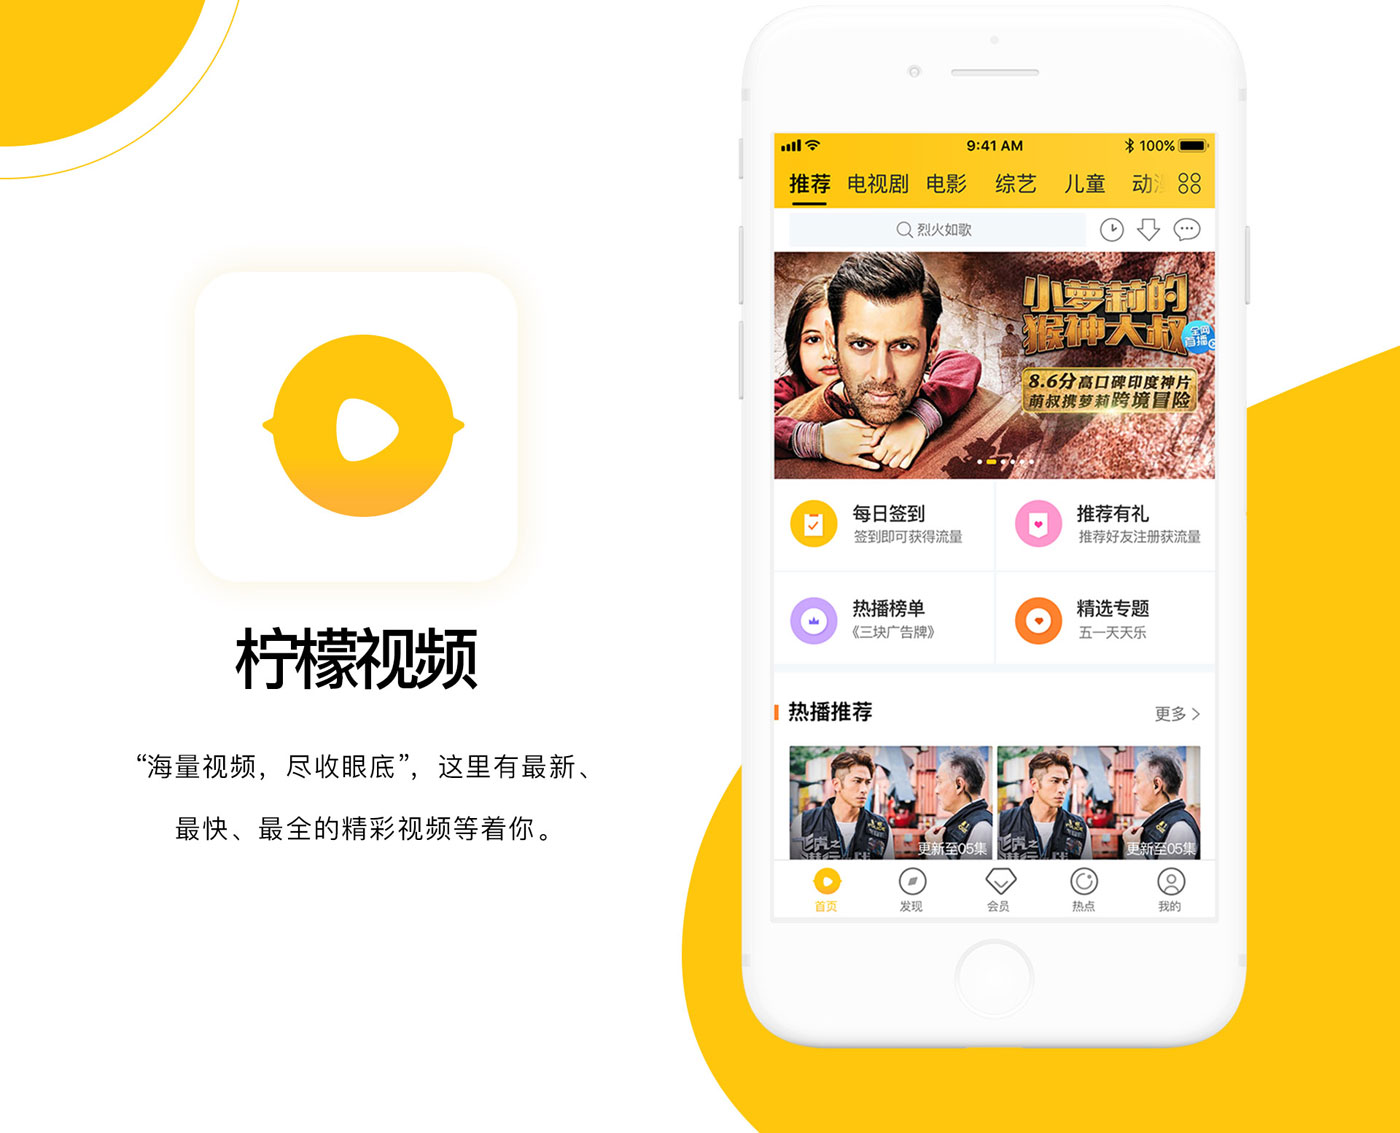 柠檬视频
“海量视频，尽收眼底”，这里有最新、
最快、最全的精彩视频等着你。
9:41 AM
100%
推荐 电视剧 电影 综艺 儿童 动漫
烈火如歌
小萝莉的
猴神大叔
全网
首播
8.6分高口碑印度神片
萌叔携萝莉跨境冒险
每日签到
签到即可获得流量
推荐有礼
推荐好友注册获流量
热播榜单
《三块广告牌》
精选专题
五一天天乐
热播推荐
更多
更新至05集
更新至05集
首页 发现 会员 热点 我的